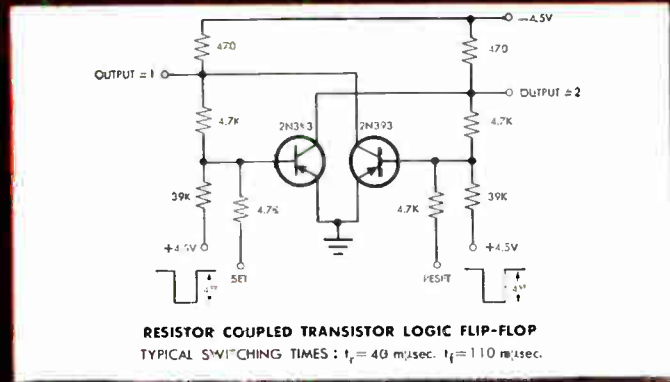 −4.5V
470
470
OUTPUT #1
OUTPUT #2
4.7K
4.7K
2N393
2N393
39K
4.7K
4.7K
39K
+4.5V
+4.5V
SET
RESET
RESISTOR COUPLED TRANSISTOR LOGIC FLIP-FLOP
TYPICAL SWITCHING TIMES : tr = 40 mµsec. tf = 110 mµsec.